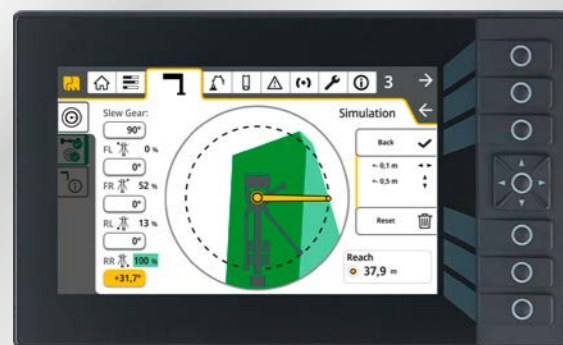 3
Slew Gear:
90°
FL 0 %
0°
FR 52 %
0°
RL 13 %
0°
RR 100 %
+31,7°
Simulation
Back
+- 0,1 m
+- 0,5 m
Reset
Reach
37,9 m